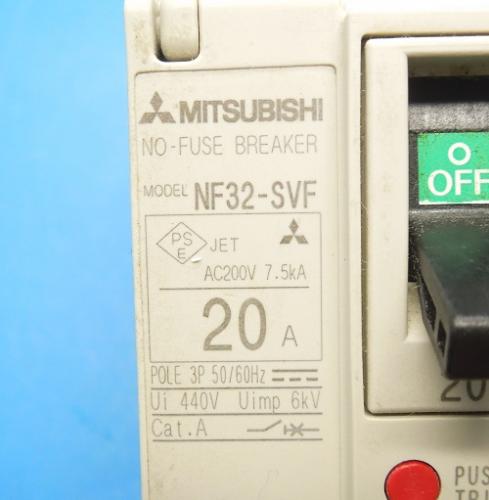 MITSUBISHI
NO-FUSE BREAKER
MODEL NF32-SVF
PS
E
JET
AC200V 7.5kA
20 A
POLE 3P 50/60Hz
Ui 440V Uimp 6kV
Cat.A
OFF
20
PUS